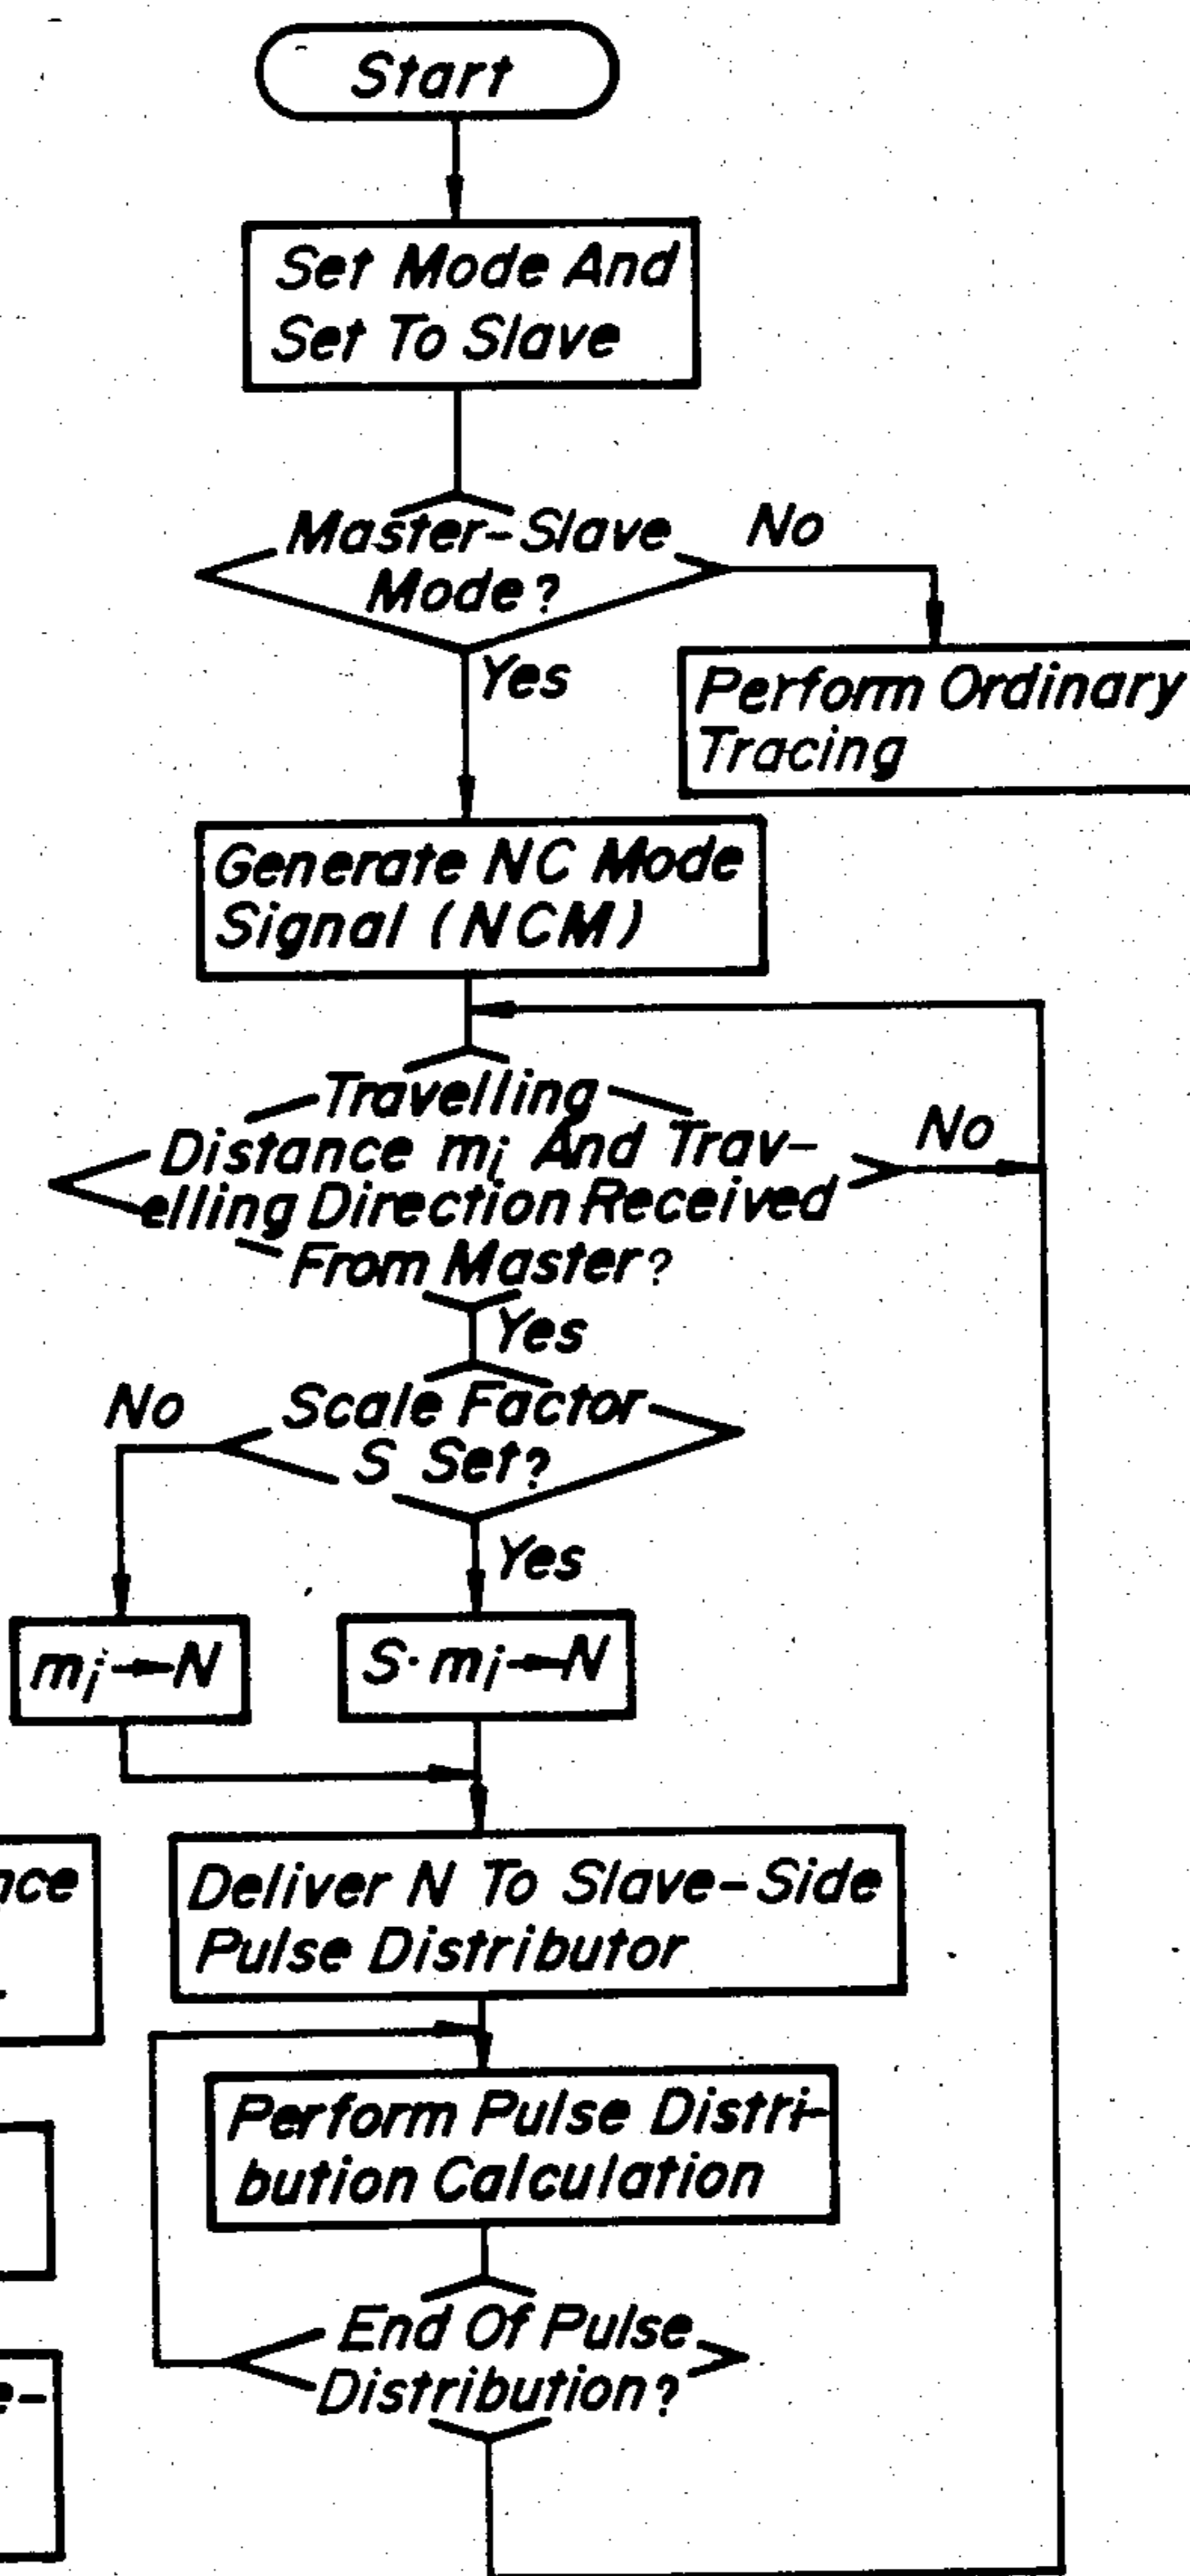 Start
Set Mode And
Set To Slave
Master-Slave
Mode?
No
Yes
Perform Ordinary
Tracing
Generate NC Mode
Signal (NCM)
Travelling
Distance mi And Trav-
elling Direction Received
From Master?
No
Yes
Scale Factor
S Set?
No
Yes
mi→N
S·mi→N
Deliver N To Slave-Side
Pulse Distributor
Perform Pulse Distri-
bution Calculation
End Of Pulse
Distribution?